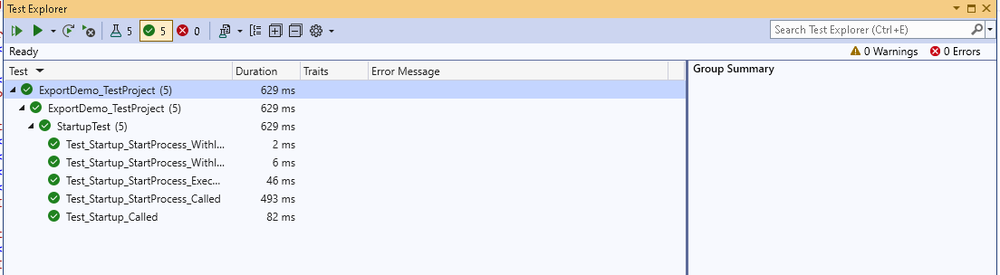 Test Explorer
5 5 0
Search Test Explorer (Ctrl+E)
Ready 0 Warnings 0 Errors
Test Duration Traits Error Message Group Summary
ExportDemo_TestProject (5) 629 ms
ExportDemo_TestProject (5) 629 ms
StartupTest (5) 629 ms
Test_Startup_StartProcess_WithI... 2 ms
Test_Startup_StartProcess_WithI... 6 ms
Test_Startup_StartProcess_Exec... 46 ms
Test_Startup_StartProcess_Called 493 ms
Test_Startup_Called 82 ms